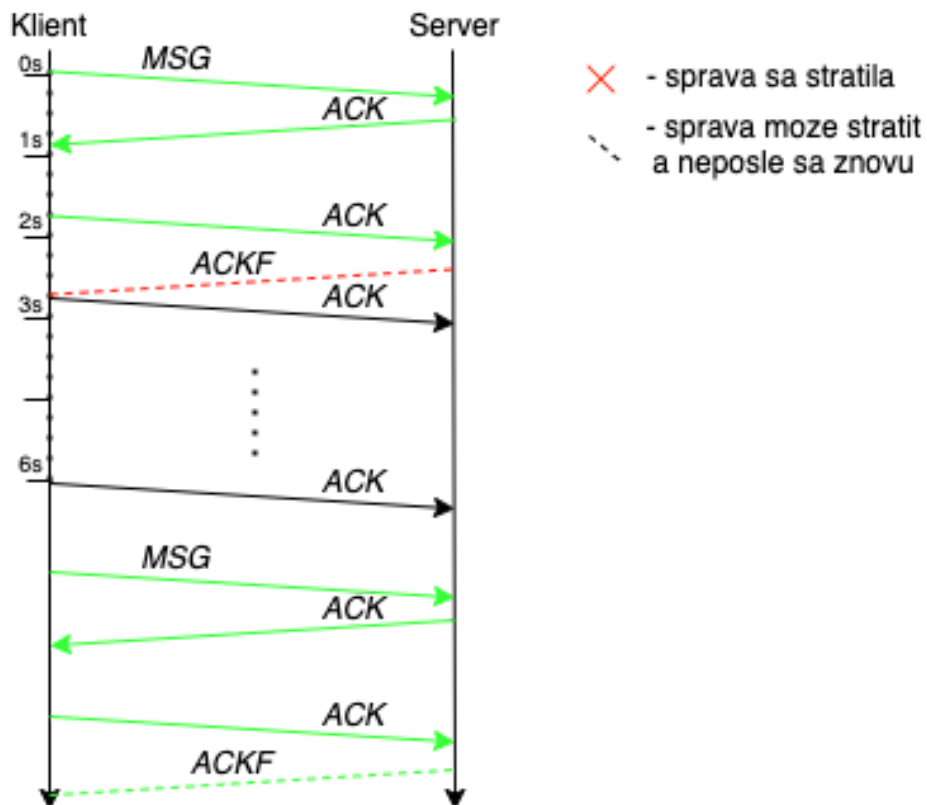 Klient
Server
0s
MSG
- sprava sa stratila
ACK
1s
- sprava moze stratit
a neposle sa znovu
2s
ACK
ACKF
3s
ACK
6s
ACK
MSG
ACK
ACK
ACKF